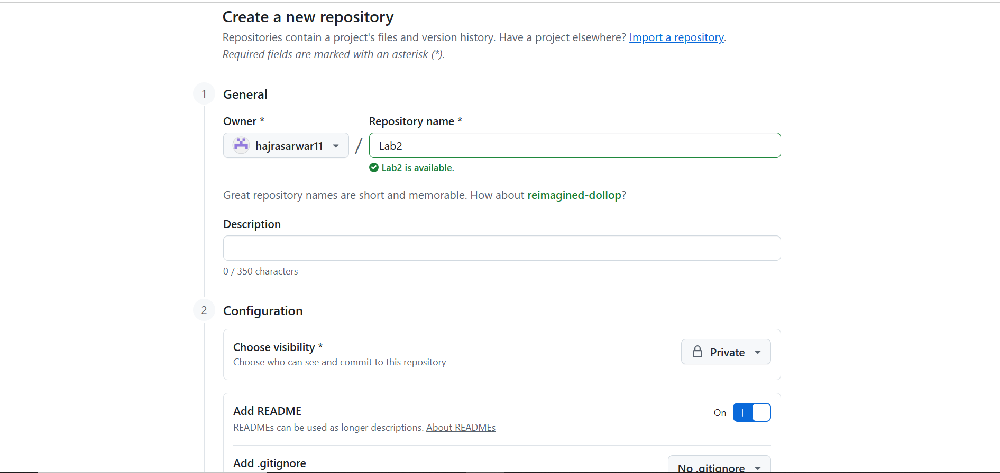 Create a new repository
Repositories contain a project's files and version history. Have a project elsewhere? Import a repository.
Required fields are marked with an asterisk (*).
1 General
Owner * Repository name *
hajrasarwar11 / Lab2
Lab2 is available.
Great repository names are short and memorable. How about reimagined-dollop?
Description
0 / 350 characters
2 Configuration
Choose visibility *
Choose who can see and commit to this repository
Private
Add README
READMEs can be used as longer descriptions. About READMEs
On
Add .gitignore
No .gitignore